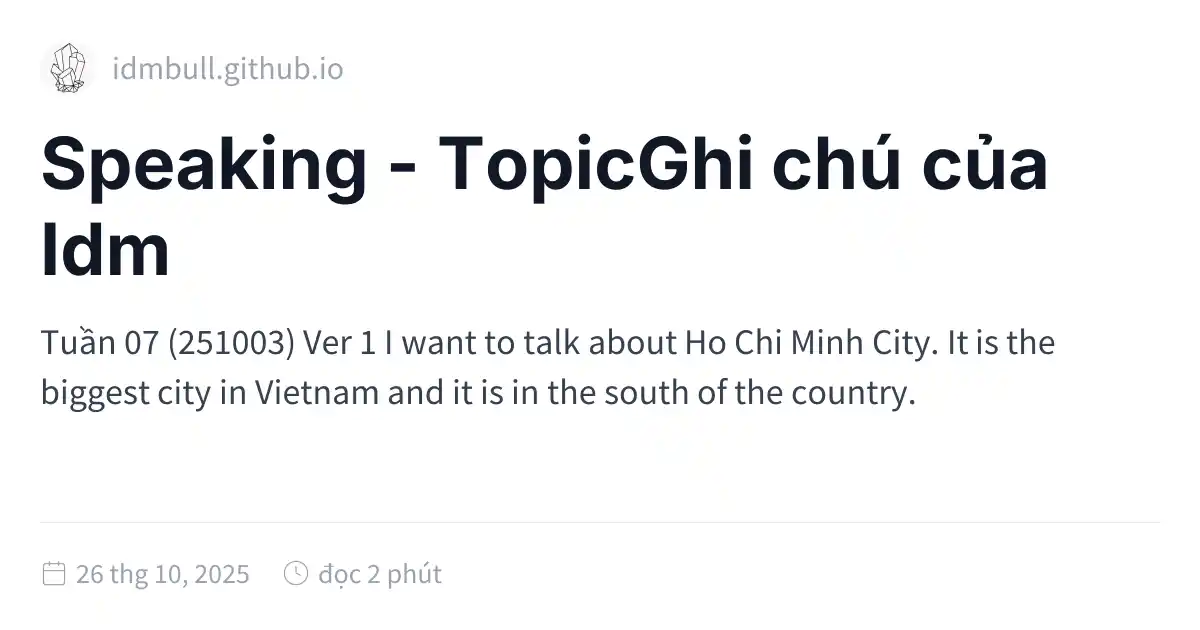 idmbull.github.io
Speaking - TopicGhi chú của
Idm
Tuần 07 (251003) Ver 1 I want to talk about Ho Chi Minh City. It is the
biggest city in Vietnam and it is in the south of the country.
26 thg 10, 2025 đọc 2 phút